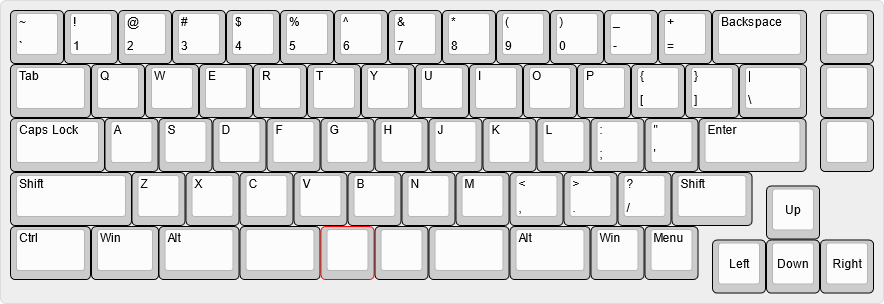 ~ ! @ # $ % ^ & * ( ) _ + Backspace
` 1 2 3 4 5 6 7 8 9 0 - =
Tab Q W E R T Y U I O P { } |
[ ] \
Caps Lock A S D F G H J K L : " Enter
; '
Shift Z X C V B N M < > ? Shift
, . /
Up
Ctrl Win Alt Alt Win Menu
Left Down Right